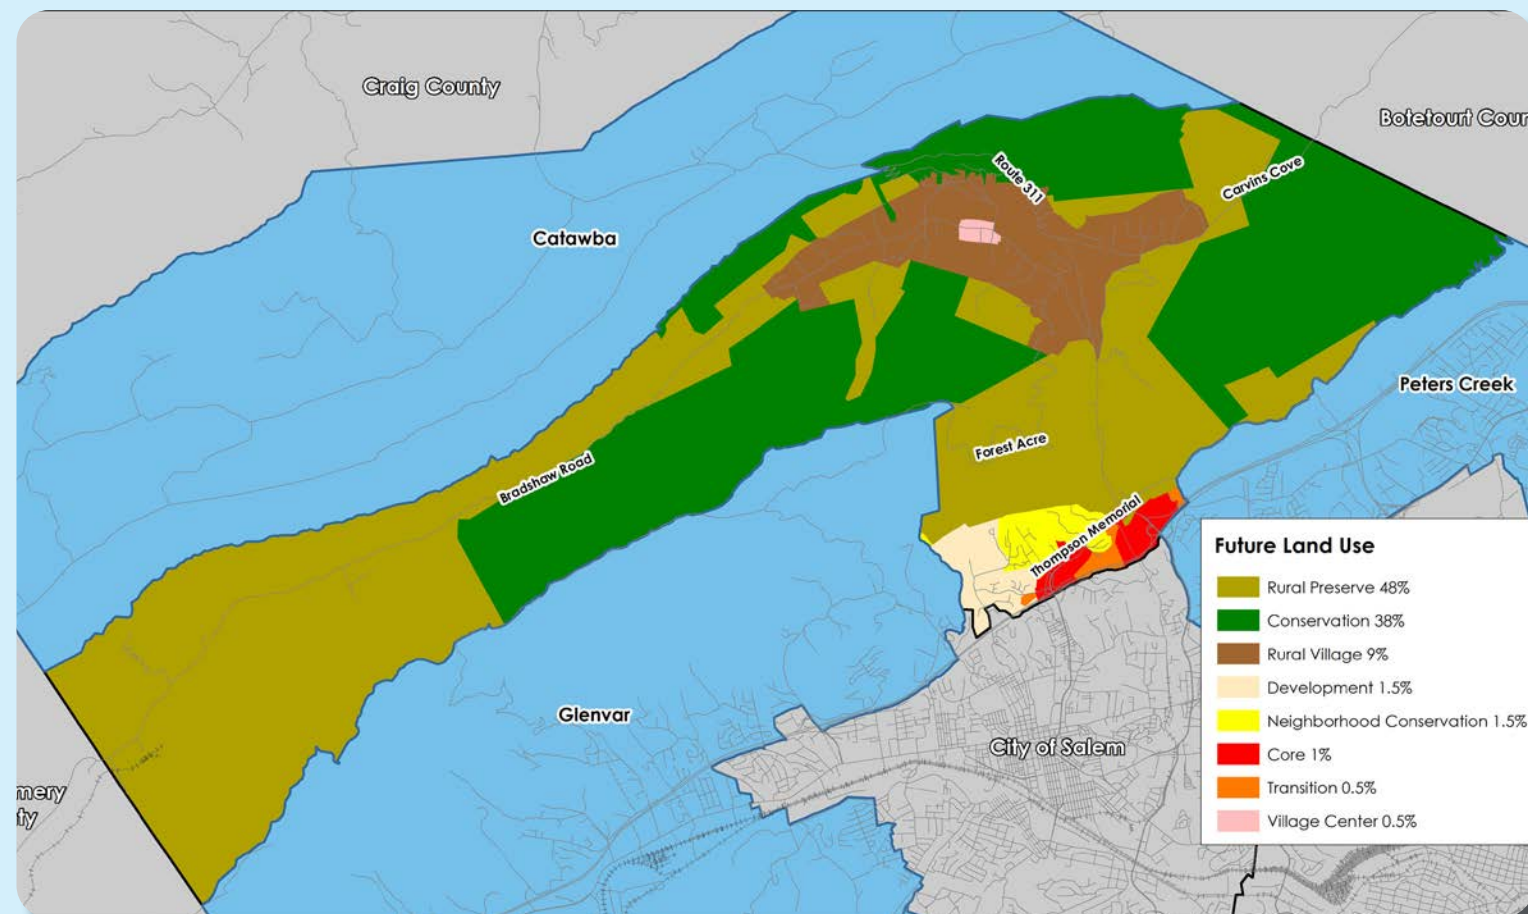 Craig County
Botetourt Coun
Route 311
Carvins Cove
Catawba
Peters Creek
Forest Acre
Bradshaw Road
Thompson Memorial
Glenvar
City of Salem
mery
ty
Future Land Use
Rural Preserve 48%
Conservation 38%
Rural Village 9%
Development 1.5%
Neighborhood Conservation 1.5%
Core 1%
Transition 0.5%
Village Center 0.5%